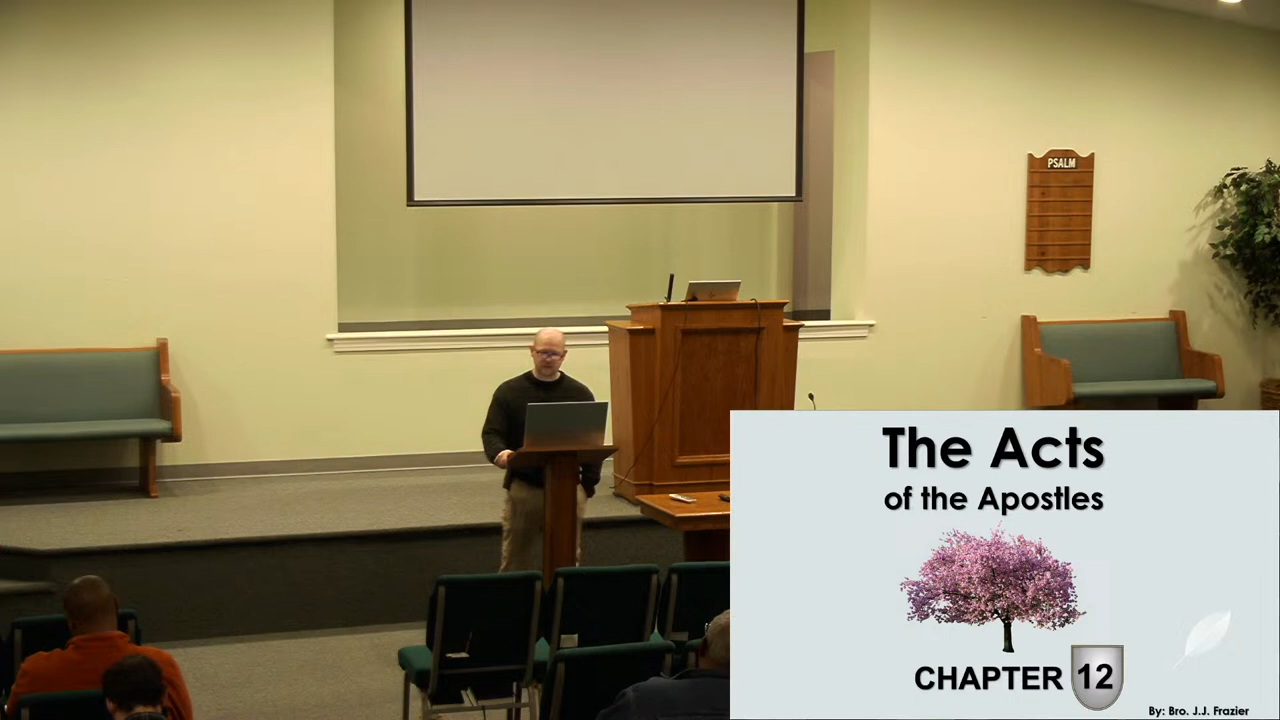 PSALM
The Acts
of the Apostles
CHAPTER 12
By: Bro. J.J. Frazier